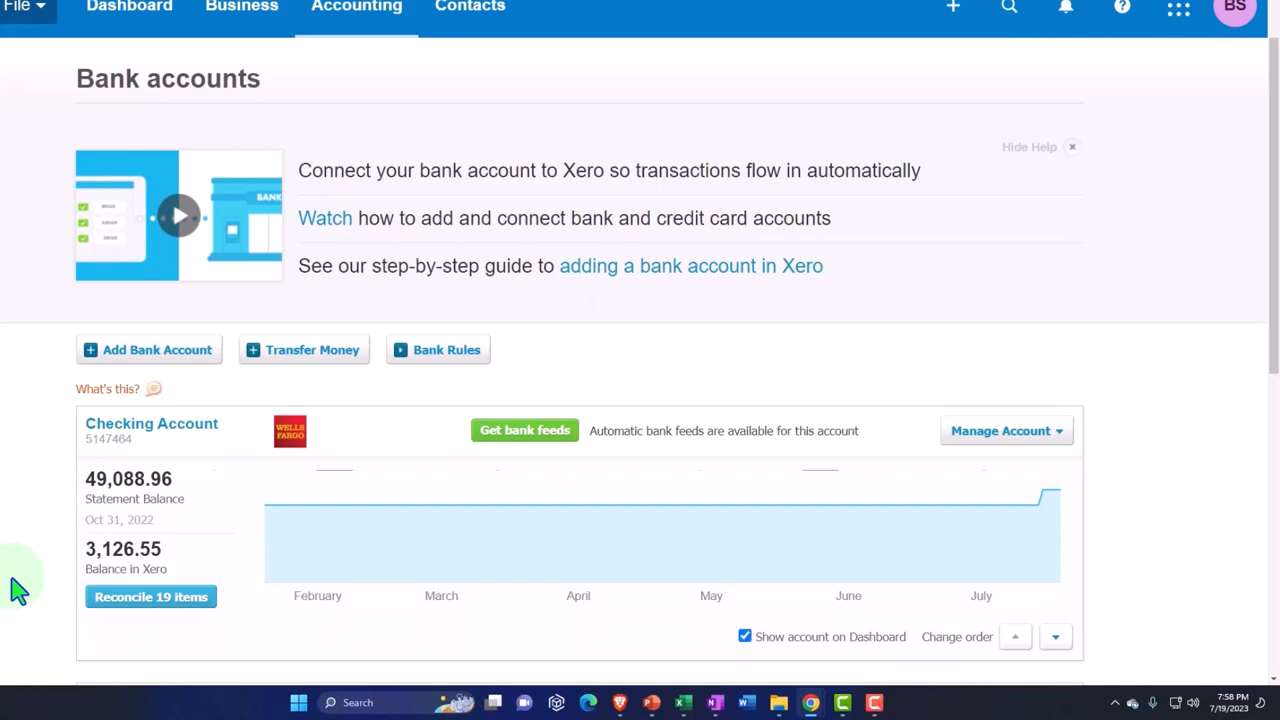 File
Dashboard
Business
Accounting
Contacts
BS
Bank accounts
Hide Help
Connect your bank account to Xero so transactions flow in automatically
BANK
Watch how to add and connect bank and credit card accounts
See our step-by-step guide to adding a bank account in Xero
Add Bank Account
Transfer Money
Bank Rules
What's this?
Checking Account
5147464
WELLS
FARGO
Get bank feeds
Automatic bank feeds are available for this account
Manage Account
49,088.96
Statement Balance
Oct 31, 2022
3,126.55
Balance in Xero
Reconcile 19 items
February
March
April
May
June
July
Show account on Dashboard
Change order
Search
7:58 PM
7/19/2023